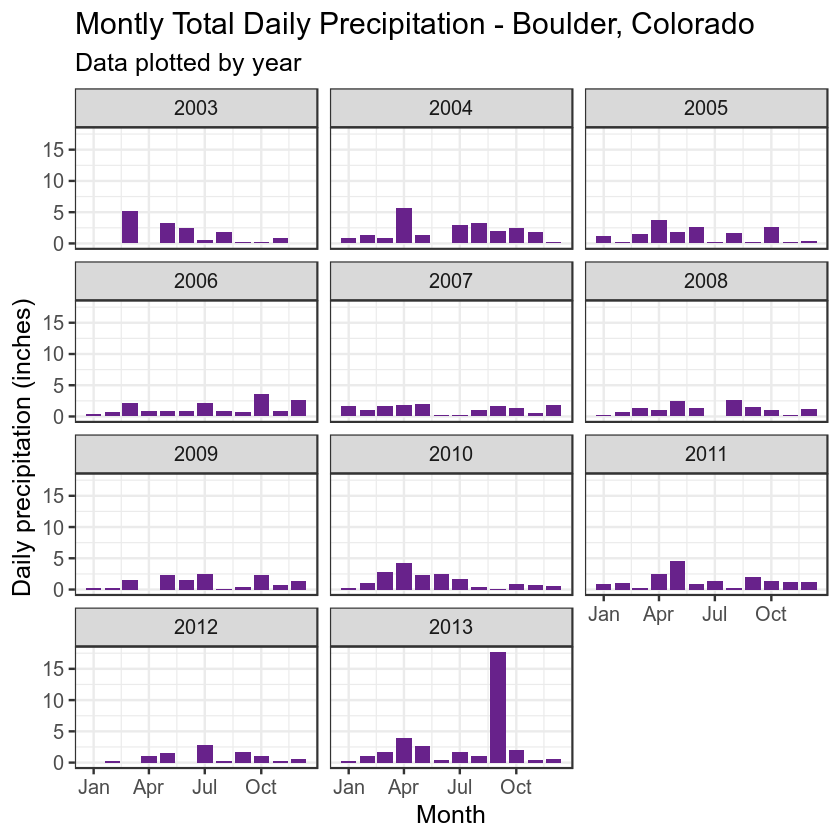 Montly Total Daily Precipitation - Boulder, Colorado
Data plotted by year
2003 2004 2005
15
10
5
0
2006 2007 2008
15
10
5
0
Daily precipitation (inches)
2009 2010 2011
15
10
5
0
Jan Apr Jul Oct
2012 2013
15
10
5
0
Jan Apr Jul Oct Jan Apr Jul Oct
Month